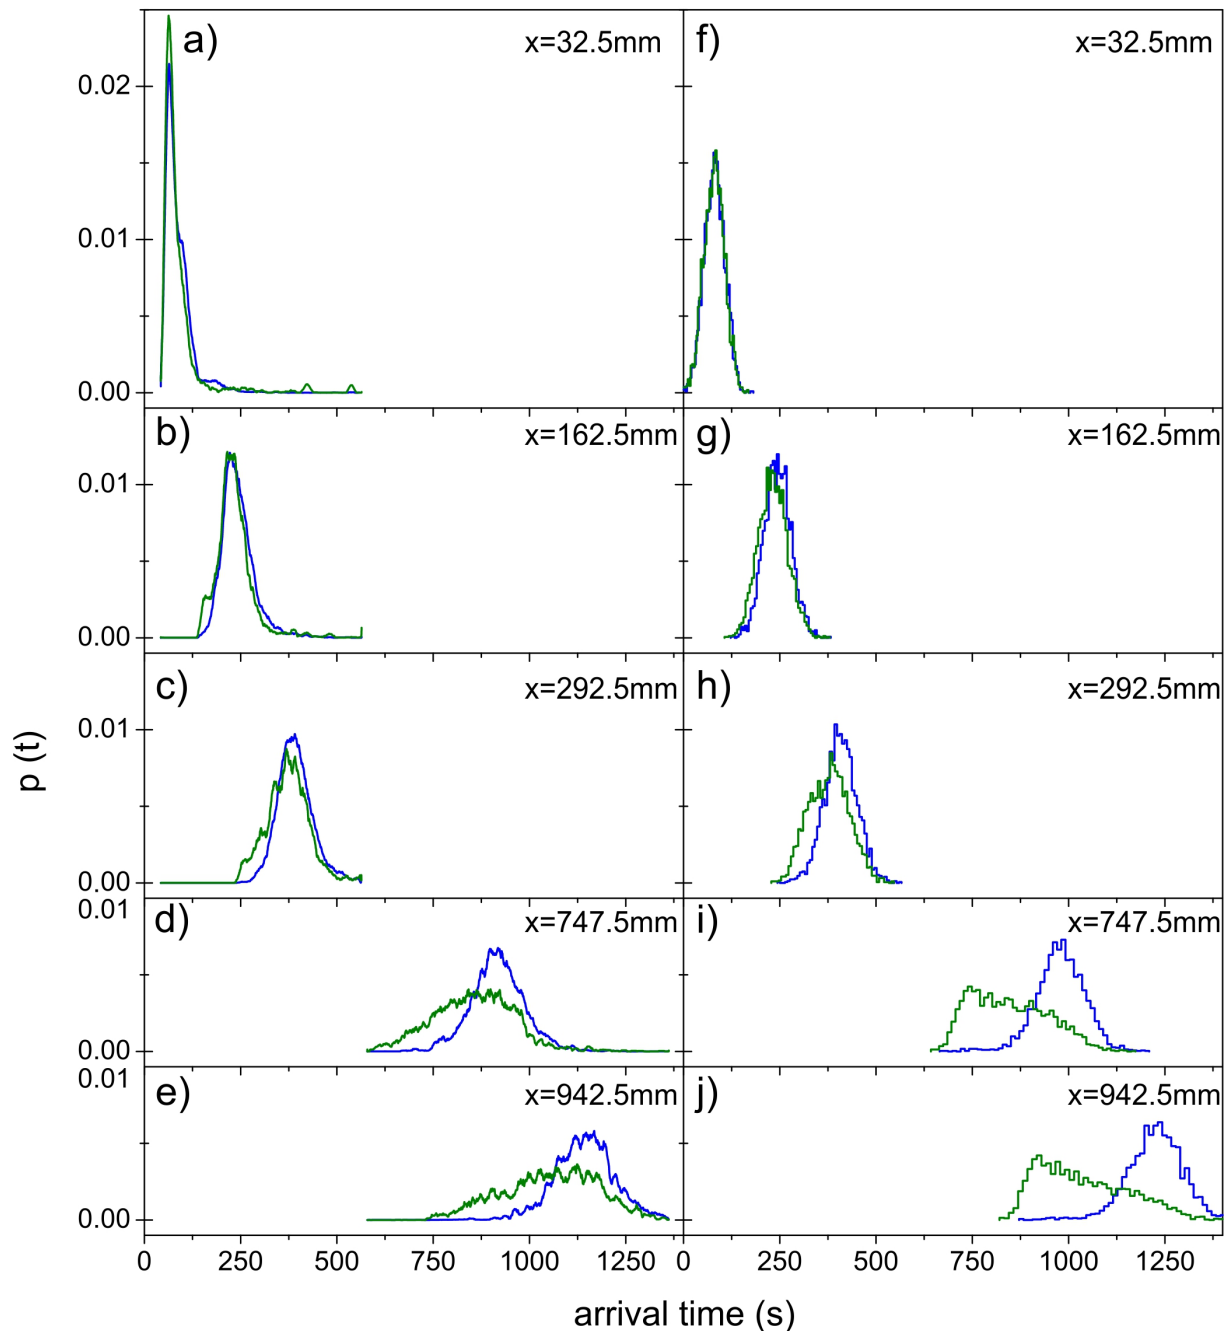 a) x=32.5mm
f) x=32.5mm
0.02
0.01
0.00
b) x=162.5mm
g) x=162.5mm
0.01
0.00
c) x=292.5mm
h) x=292.5mm
0.01
0.00
p (t)
0.01
d) x=747.5mm
i) x=747.5mm
0.00
0.01
e) x=942.5mm
j) x=942.5mm
0.00
0 250 500 750 1000 1250 0 250 500 750 1000 1250
arrival time (s)